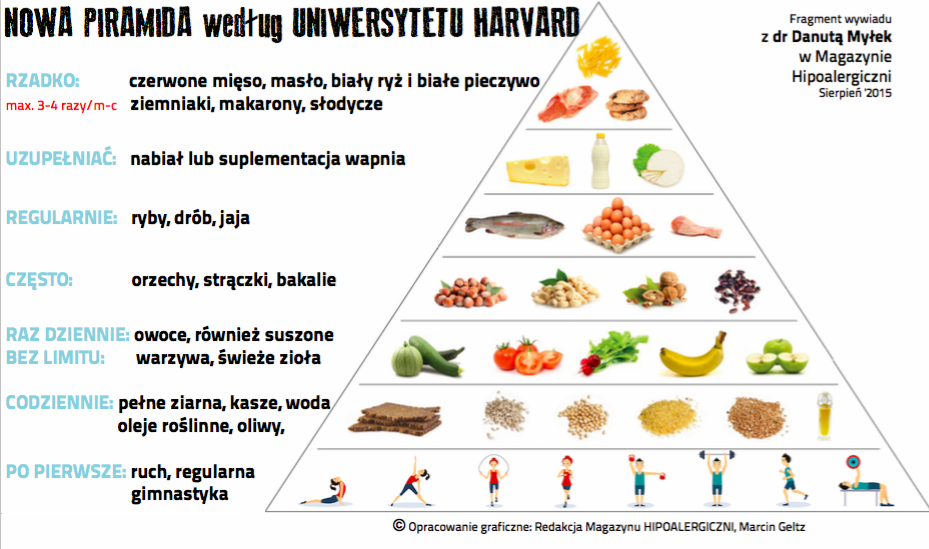 NOWA PIRAMIDA według UNIWERSYTETU HARVARD
Fragment wywiadu
z dr Danutą Myłek
w Magazynie
Hipoalergiczni
Sierpień '2015
RZADKO: czerwone mięso, masło, biały ryż i białe pieczywo
max. 3-4 razy/m-c ziemniaki, makarony, słodycze
UZUPEŁNIAĆ: nabiał lub suplementacja wapnia
REGULARNIE: ryby, drób, jaja
CZĘSTO: orzechy, strączki, bakalie
RAZ DZIENNIE: owoce, również suszone
BEZ LIMITU: warzywa, świeże zioła
CODZIENNIE: pełne ziarna, kasze, woda
oleje roślinne, oliwy,
PO PIERWSZE: ruch, regularna
gimnastyka
© Opracowanie graficzne: Redakcja Magazynu HIPOALERGICZNI, Marcin Geltz